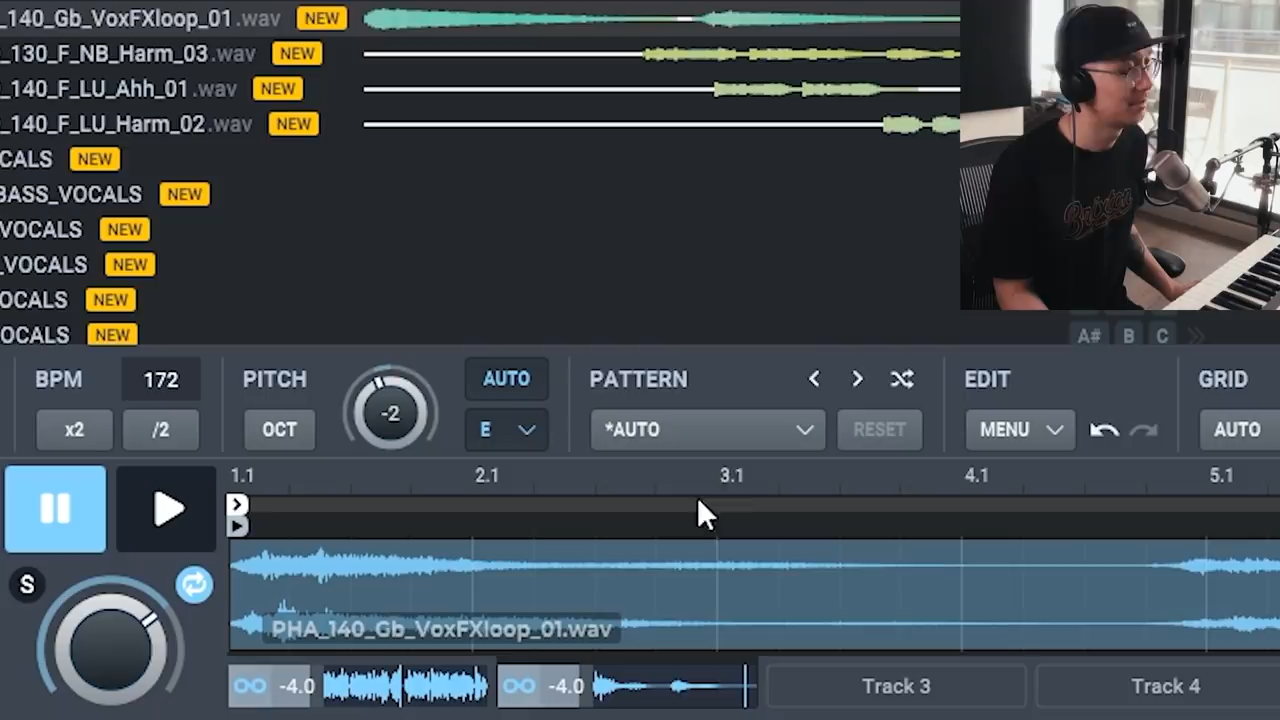 _140_Gb_VoxFXloop_01.wav NEW
_130_F_NB_Harm_03.wav NEW
_140_F_LU_Ahh_01.wav NEW
_140_F_LU_Harm_02.wav NEW
CALS NEW
BASS_VOCALS NEW
VOCALS NEW
_VOCALS NEW
OCALS NEW
OCALS NEW
Brixton
A# B C
BPM 172 PITCH AUTO PATTERN EDIT GRID
x2 /2 OCT -2 E *AUTO RESET MENU AUTO
1.1 2.1 3.1 4.1 5.1
S
PHA_140_Gb_VoxFXloop_01.wav
-4.0 -4.0 Track 3 Track 4